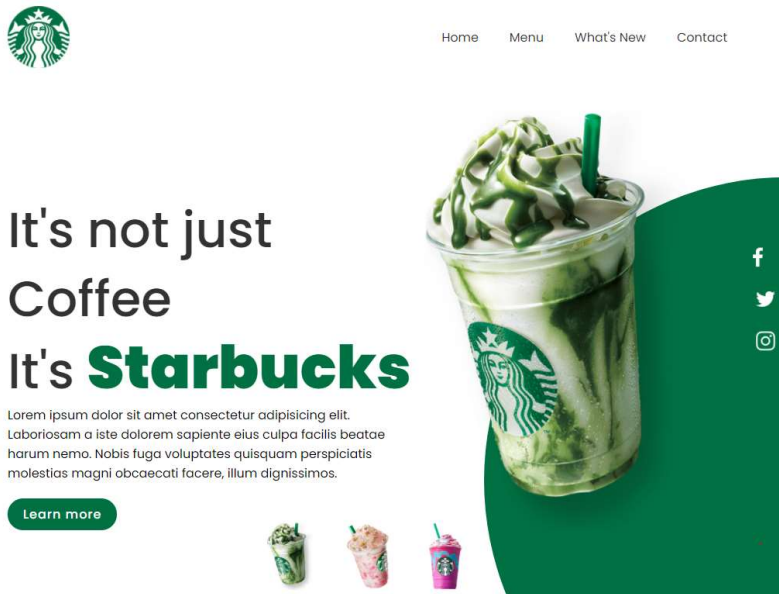 Home Menu What's New Contact
It's not just
Coffee
It's Starbucks
Lorem ipsum dolor sit amet consectetur adipisicing elit.
Laboriosam a iste dolorem sapiente eius culpa facilis beatae
harum nemo. Nobis fuga voluptates quisquam perspiciatis
molestias magni obcaecati facere, illum dignissimos.
Learn more